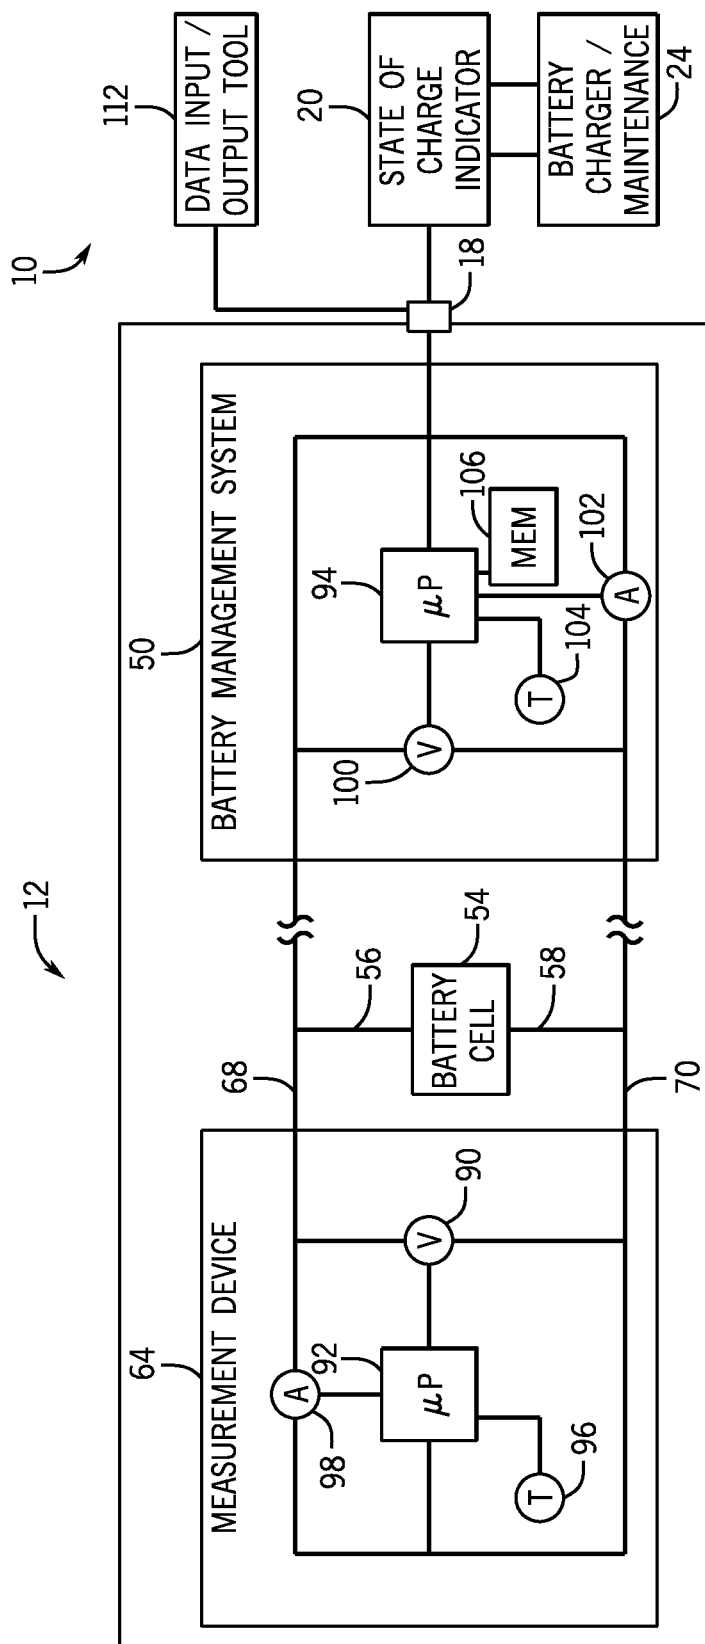 10
12
112
DATA INPUT /
OUTPUT TOOL
20
STATE OF
CHARGE
INDICATOR
BATTERY
CHARGER /
MAINTENANCE
24
18
64
MEASUREMENT DEVICE
A
98
92
μP
V
90
T
96
68
56
BATTERY
CELL
54
58
70
50
BATTERY MANAGEMENT SYSTEM
94
μP
106
MEM
V
100
T
104
A
102